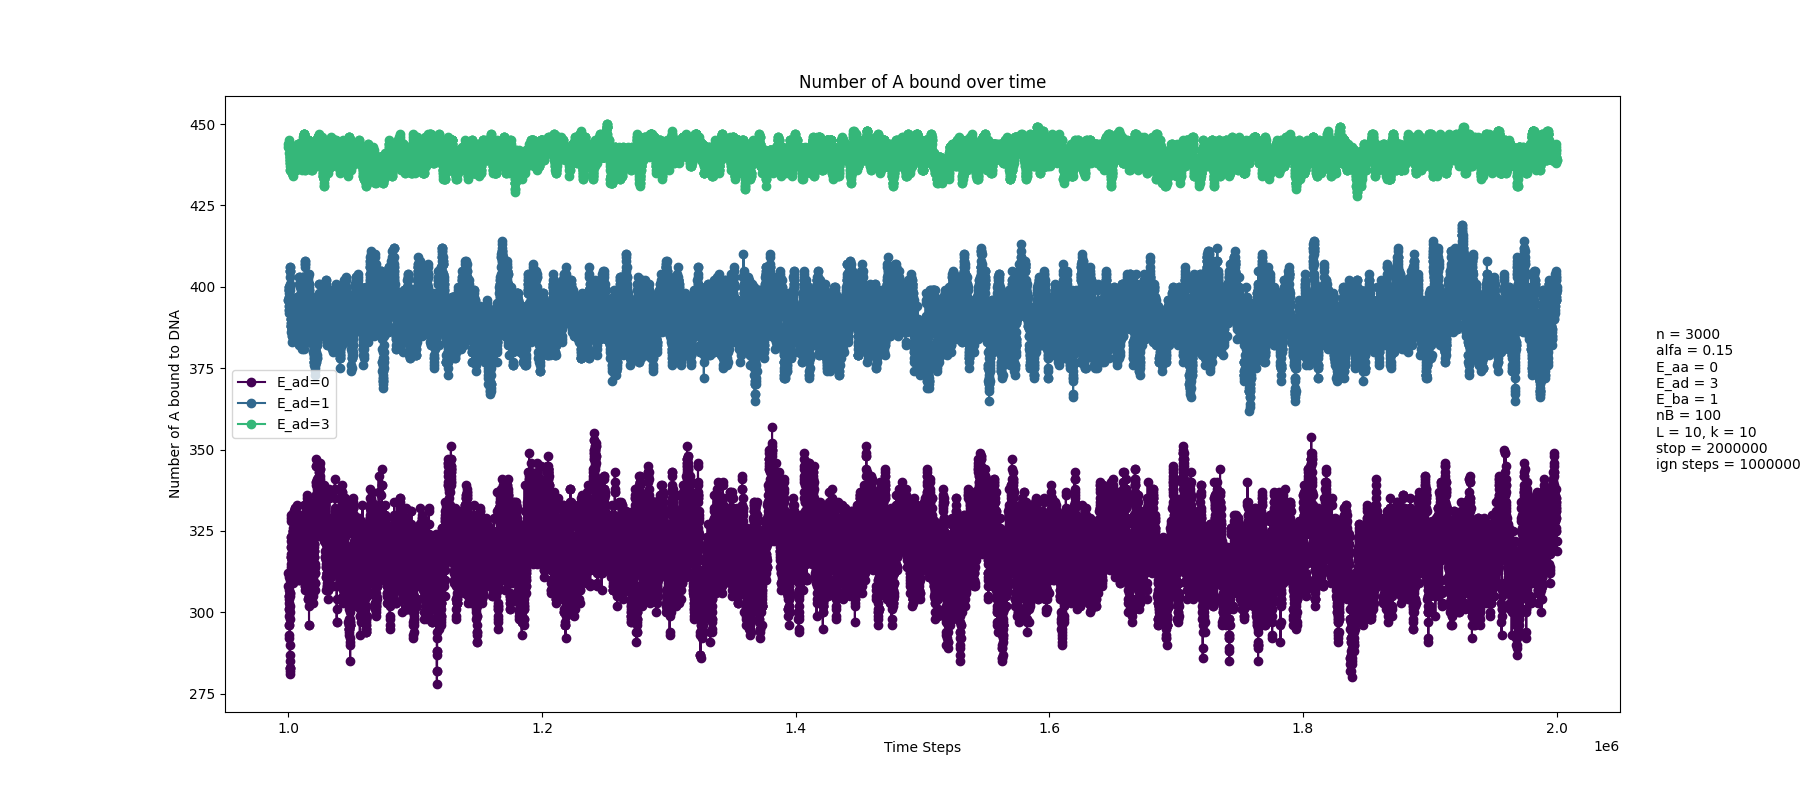 Number of A bound over time
Number of A bound to DNA
450
425
400
375
350
325
300
275
E_ad=0
E_ad=1
E_ad=3
1.0
1.2
1.4
1.6
1.8
2.0
1e6
Time Steps
n = 3000
alfa = 0.15
E_aa = 0
E_ad = 3
E_ba = 1
nB = 100
L = 10, k = 10
stop = 2000000
ign steps = 1000000